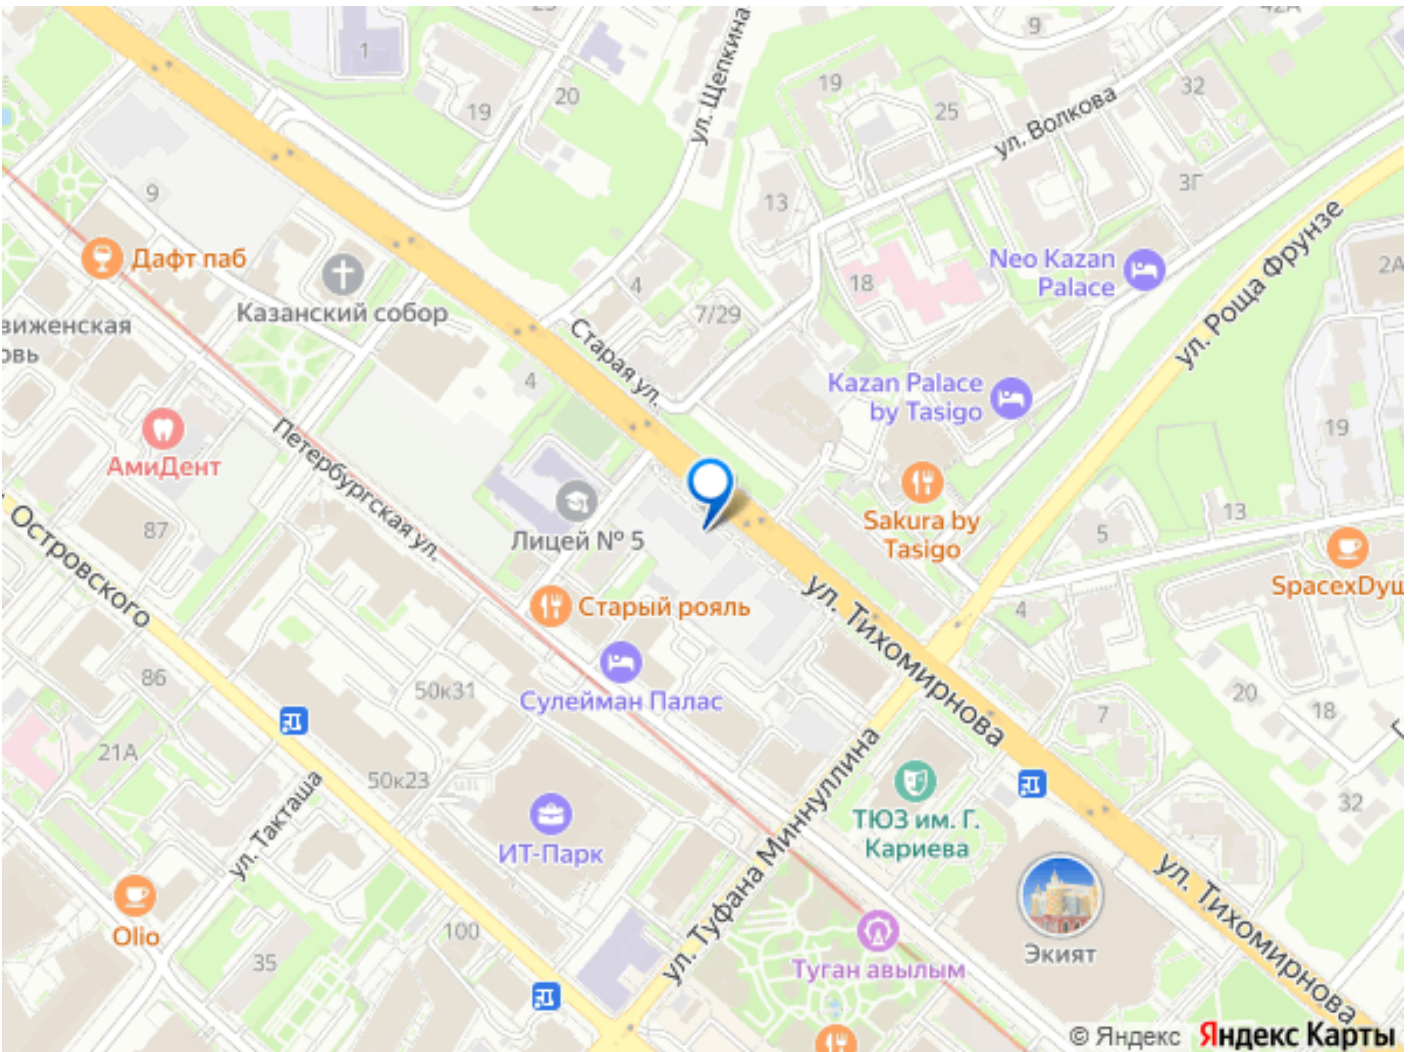 1
19
20
ул. Щепкина
9
19
25
32
ул. Волкова
3Г
13
9
Дафт паб
Казанский собор
4
7/29
18
Neo Kazan
Palace
ул. Роща Фрунзе
2А
Старая ул.
4
Kazan Palace
by Tasigo
19
АмиДент
Петербургская ул.
87
Островского
Лицей № 5
Sakura by
Tasigo
5
13
SpacexДуш
Старый рояль
ул. Тихомирнова
4
86
50к31
Сулейман Палас
20
18
7
21А
50к23
ул. Такташа
ИТ-Парк
ул. Туфана Миннуллина
ТЮЗ им. Г.
Кариева
32
ул. Тихомирнова
Olio
100
35
Туган авылым
Экият
© Яндекс Яндекс Карты